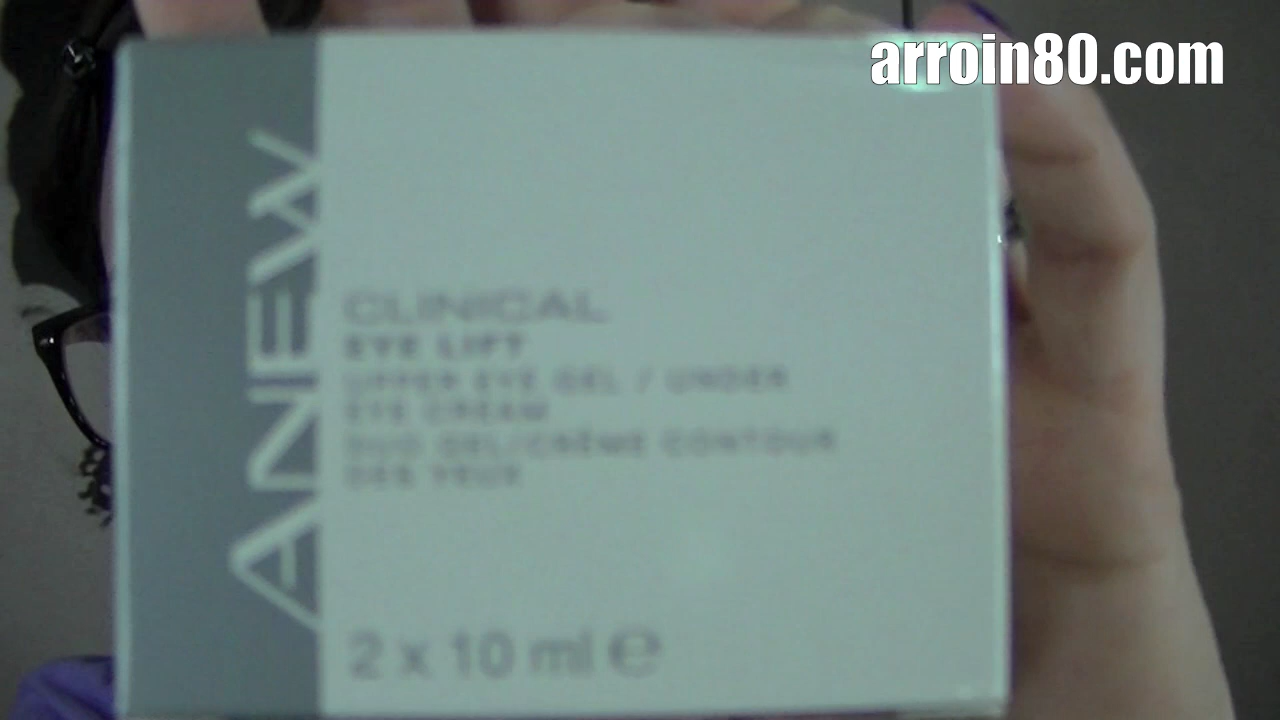 arroin80.com
ANEW
CLINICAL
EYE LIFT
UPPER EYE GEL / UNDER
EYE CREAM
DUO GEL/CRÈME CONTOUR
DES YEUX
2 x 10 ml e